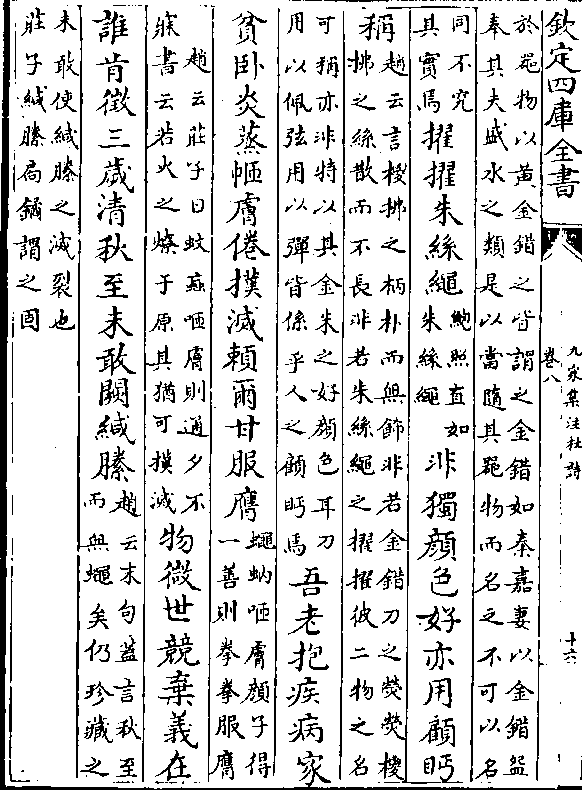 欽定四庫全書
九家集注杜詩
卷八
十六
於器物以黄金錯之皆謂之金錯如秦嘉妻以金錯盌
奉其夫盛水之類是以當隨其器物而名之不可以名
同不究
其實焉
擢擢朱絲繩
鮑照直如
朱絲繩
非獨顔色好亦用顧眄
稱
趙云言椶拂之柄朴而無飾非若金錯刀之熒熒椶
拂之絲散而不長非若朱絲繩之擢擢彼二物之名
可稱亦非特以其金朱之好顔色耳刀
用以佩弦用以彈皆係乎人之顧眄焉
吾老抱疾病家
貧卧炎蒸咂膚倦撲滅賴爾甘服膺
蠅蚋咂膚顔子得
一善則拳拳服膺
趙云莊子曰蚊䖟咂膚則通夕不
寐書云若火之燎于原其猶可撲滅
物微世競棄義在
誰肯徵三歲清秋至未敢闕緘縢
趙云末句蓋言秋至
而無蠅矣仍珍藏之
未敢使緘縢之滅裂也
莊子緘縢扃鐍謂之固